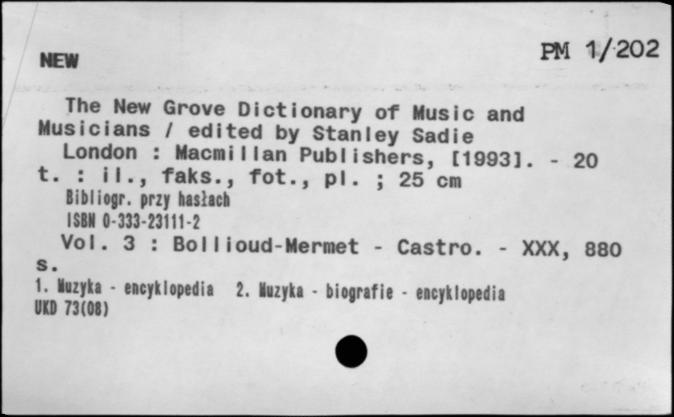 NEW
PM 1/202
The New Grove Dictionary of Music and
Musicians / edited by Stanley Sadie
London : Macmillan Publishers, [1993]. - 20
t. : il., faks., fot., pl. ; 25 cm
Bibliogr. przy hasłach
ISBN 0-333-23111-2
Vol. 3 : Bollioud-Mermet - Castro. - XXX, 880
s.
1. Muzyka - encyklopedia 2. Muzyka - biografie - encyklopedia
UKD 73(08)